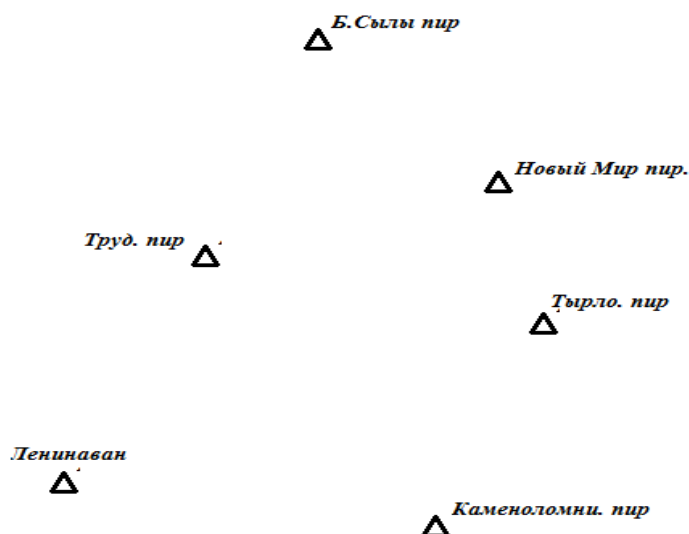 Б.Сылы пир
Новый Мир пир.
Труд. пир
Тырло. пир
Ленинаван
Каменоломни. пир